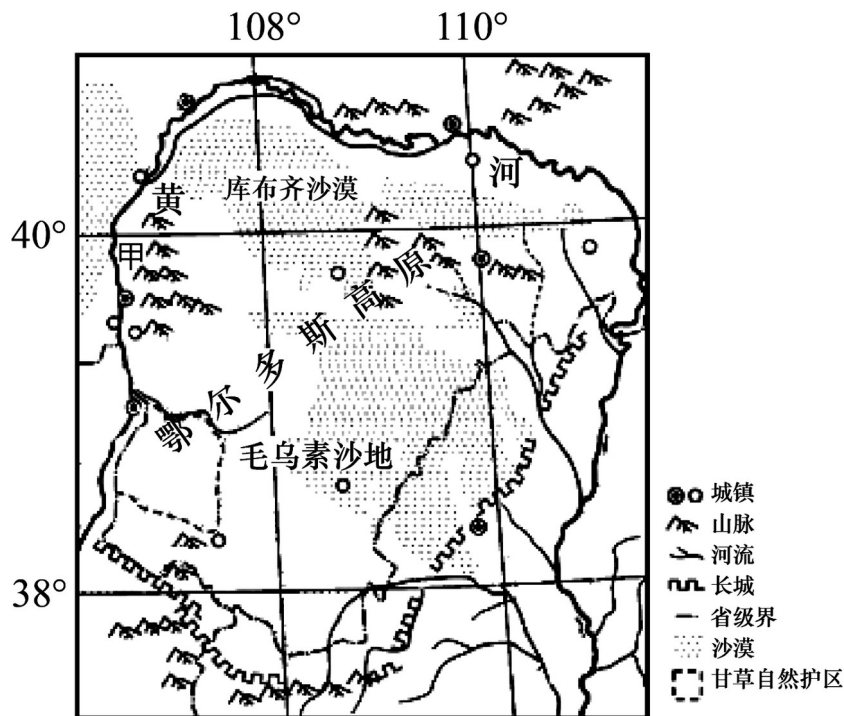 108° 110°
黄
河
库布齐沙漠
40°
甲
鄂尔多斯高原
毛乌素沙地
38°
城镇
山脉
河流
长城
省级界
沙漠
甘草自然护区